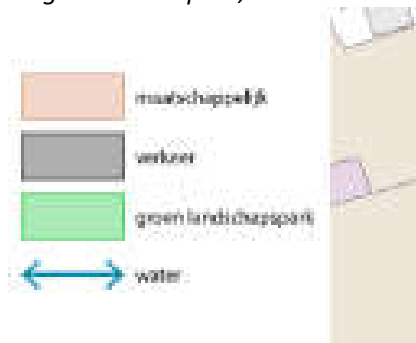 maatschappelijk
verkeer
groen landschapspark
water